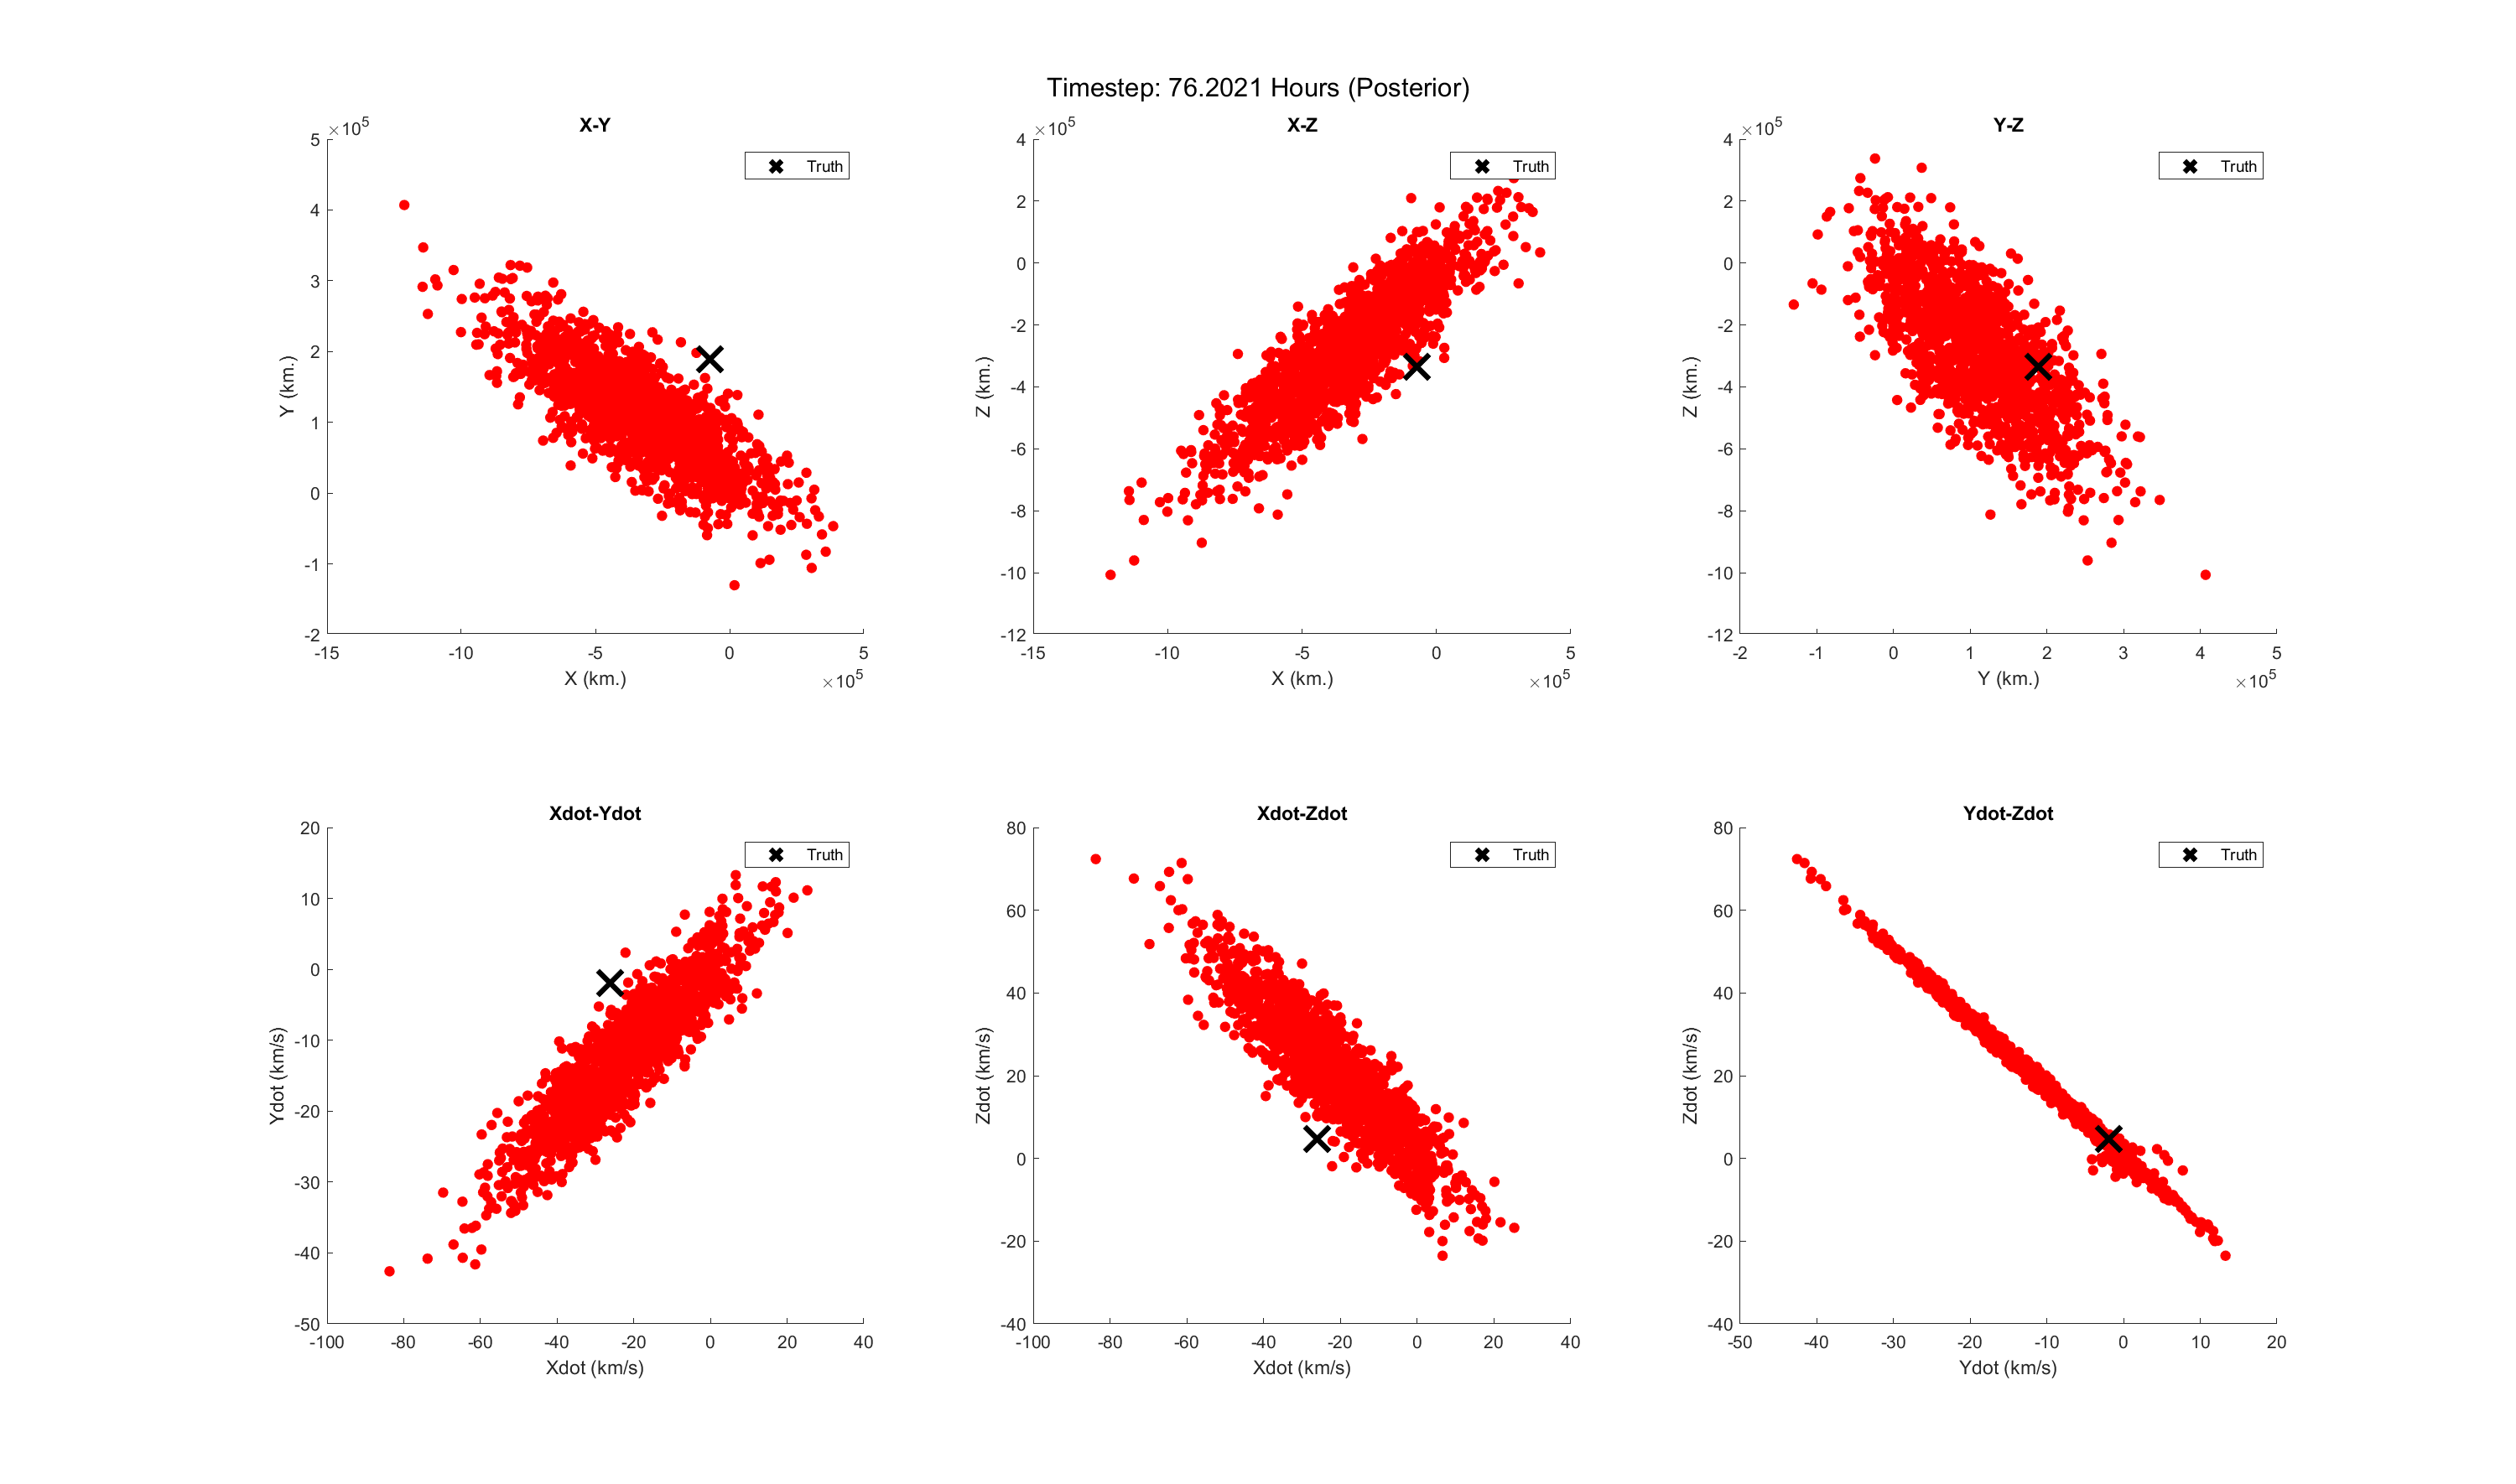 Timestep: 76.2021 Hours (Posterior)
X-Y
×10^5
5
4
3
2
1
0
-1
-2
Y (km.)
-15 -10 -5 0 5
X (km.)
×10^5
Truth
X-Z
×10^5
4
2
0
-2
-4
-6
-8
-10
-12
Z (km.)
-15 -10 -5 0 5
X (km.)
×10^5
Truth
Y-Z
×10^5
4
2
0
-2
-4
-6
-8
-10
-12
Z (km.)
-2 -1 0 1 2 3 4 5
Y (km.)
×10^5
Truth
Xdot-Ydot
20
10
0
-10
-20
-30
-40
-50
Ydot (km/s)
-100 -80 -60 -40 -20 0 20 40
Xdot (km/s)
Truth
Xdot-Zdot
80
60
40
20
0
-20
-40
Zdot (km/s)
-100 -80 -60 -40 -20 0 20 40
Xdot (km/s)
Truth
Ydot-Zdot
80
60
40
20
0
-20
-40
Zdot (km/s)
-50 -40 -30 -20 -10 0 10 20
Ydot (km/s)
Truth